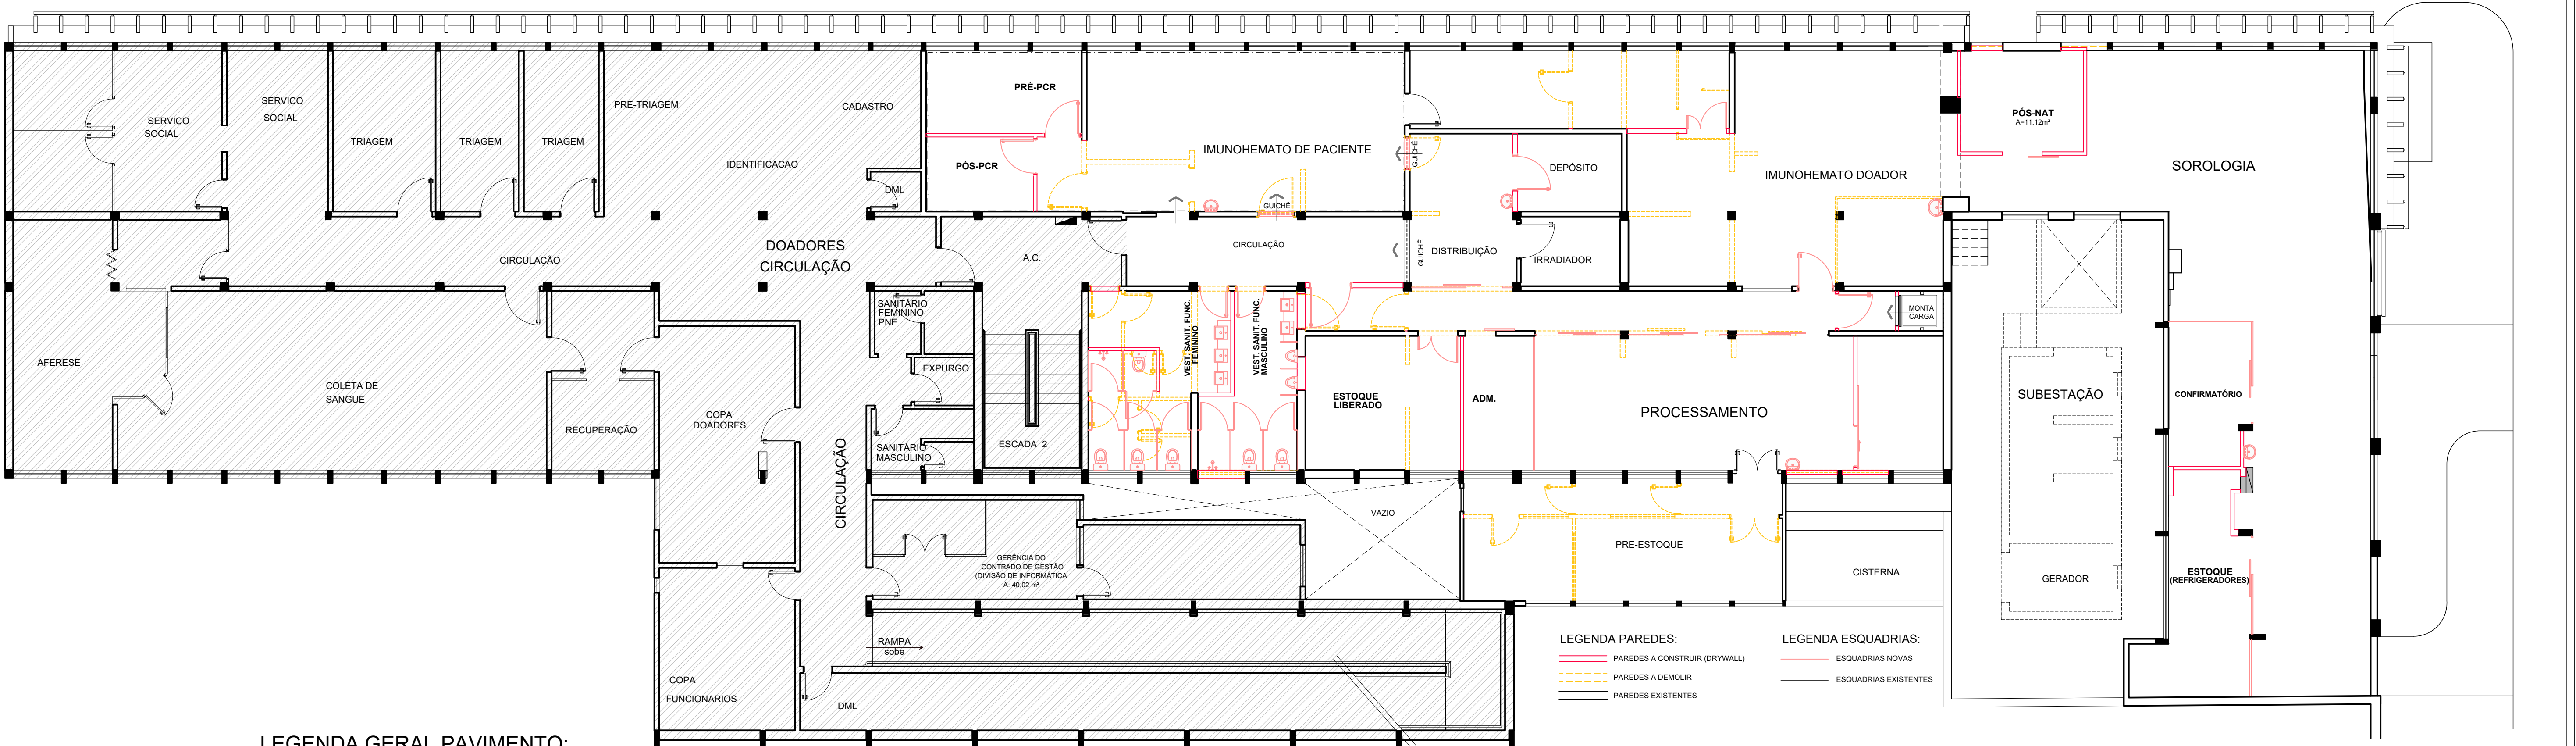 SERVICO
SOCIAL
SERVICO
SOCIAL
TRIAGEM
TRIAGEM
TRIAGEM
PRE-TRIAGEM
CADASTRO
IDENTIFICACAO
DML
PRÉ-PCR
PÓS-PCR
IMUNOHEMATO DE PACIENTE
GUICHÊ
GUICHÊ
DEPÓSITO
IMUNOHEMATO DOADOR
PÓS-NAT
A=11,12m²
SOROLOGIA
DOADORES
CIRCULAÇÃO
CIRCULAÇÃO
A.C.
CIRCULAÇÃO
GUICHÊ
DISTRIBUIÇÃO
IRRADIADOR
AFERESE
COLETA DE
SANGUE
RECUPERAÇÃO
COPA
DOADORES
CIRCULAÇÃO
SANITÁRIO
FEMININO
PNE
EXPURGO
SANITÁRIO
MASCULINO
ESCADA 2
VEST. SANIT. FUNC.
FEMININO
VEST. SANIT. FUNC.
MASCULINO
ESTOQUE
LIBERADO
ADM.
PROCESSAMENTO
MONTA
CARGA
SUBESTAÇÃO
CONFIRMATÓRIO
VAZIO
PRE-ESTOQUE
CISTERNA
GERADOR
ESTOQUE
(REFRIGERADORES)
GERÊNCIA DO
CONTRADO DE GESTÃO
(DIVISÃO DE INFORMÁTICA
A: 40,02 m²
RAMPA
sobe
COPA
FUNCIONARIOS
DML
LEGENDA PAREDES:
PAREDES A CONSTRUIR (DRYWALL)
PAREDES A DEMOLIR
PAREDES EXISTENTES
LEGENDA ESQUADRIAS:
ESQUADRIAS NOVAS
ESQUADRIAS EXISTENTES
LEGENDA GERAL PAVIMENTO: